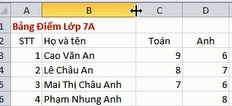 A B C D
1 Bảng Điểm Lớp 7A
2 STT Họ và tên Toán Anh
3 1 Cao Văn An 9 6
4 2 Lê Châu An 8 7
5 3 Mai Thị Châu Anh 7 6
6 4 Phạm Nhung Anh 8